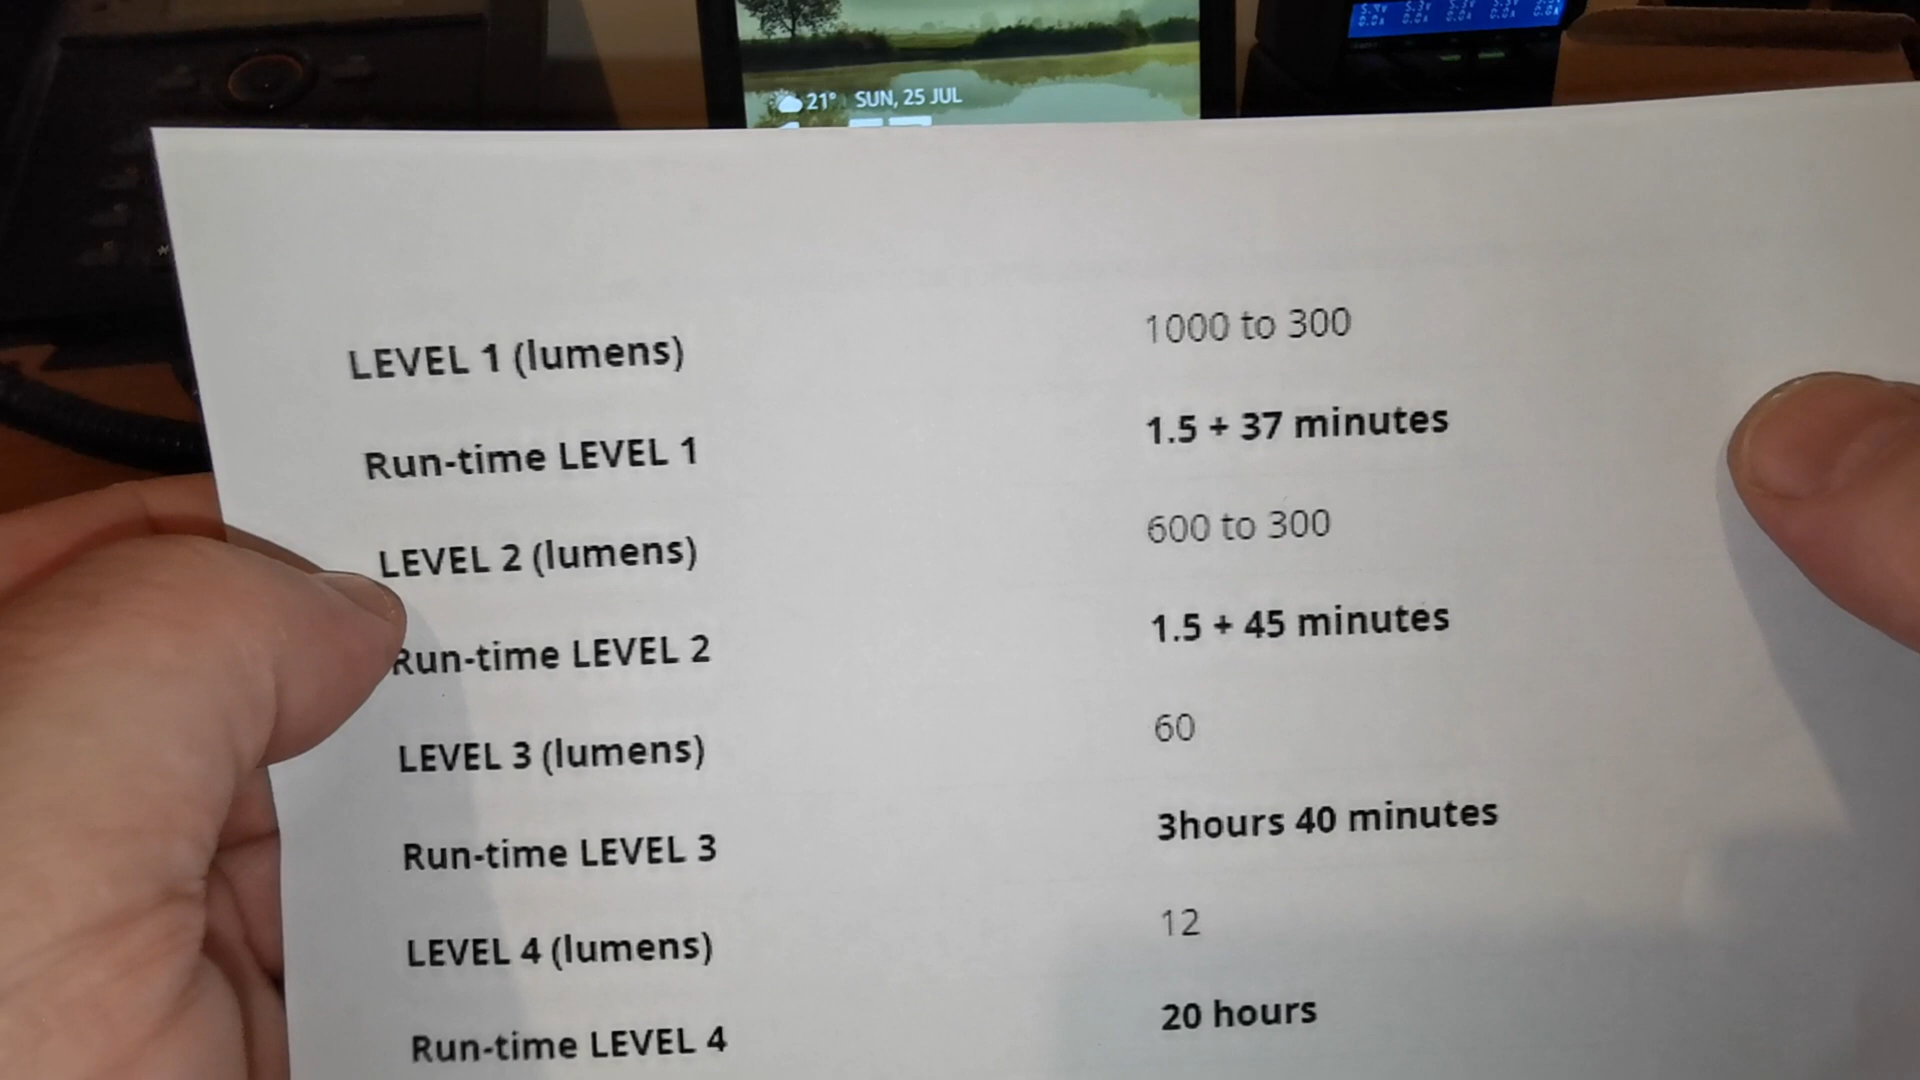 21° SUN, 25 JUL
LEVEL 1 (lumens) 1000 to 300
Run-time LEVEL 1 1.5 + 37 minutes
LEVEL 2 (lumens) 600 to 300
Run-time LEVEL 2 1.5 + 45 minutes
LEVEL 3 (lumens) 60
Run-time LEVEL 3 3hours 40 minutes
LEVEL 4 (lumens) 12
Run-time LEVEL 4 20 hours